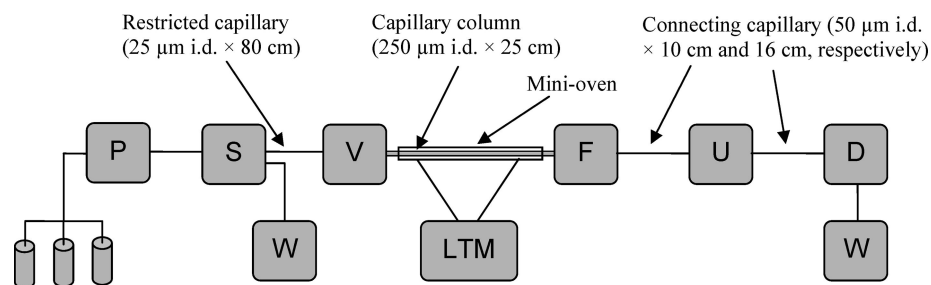 Restricted capillary
(25 µm i.d. × 80 cm)
Capillary column
(250 µm i.d. × 25 cm)
Connecting capillary (50 µm i.d.
× 10 cm and 16 cm, respectively)
Mini-oven
P
S
V
F
U
D
W
LTM
W